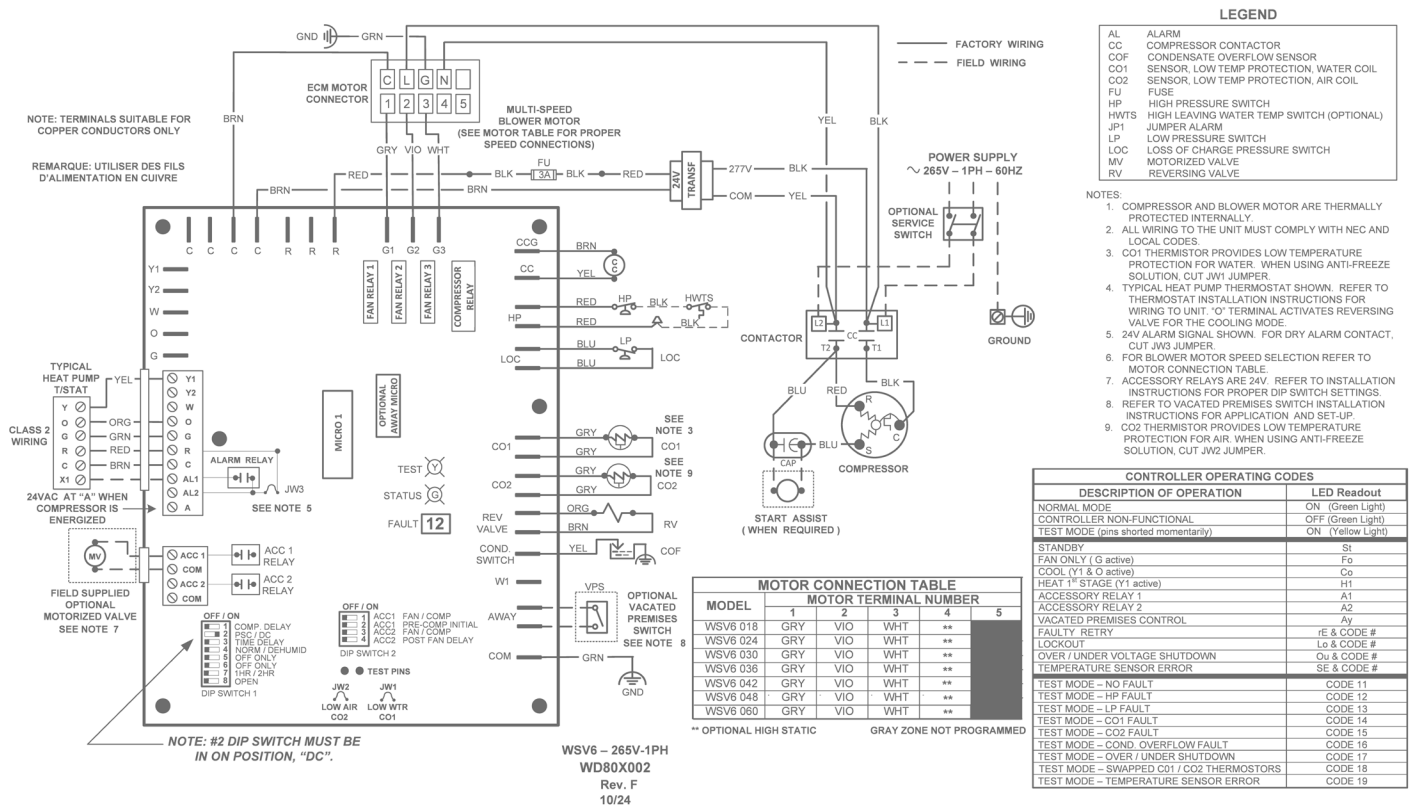 GND
GRN
ECM MOTOR
CONNECTOR
C L G N
1 2 3 4 5
MULTI-SPEED
BLOWER MOTOR
(SEE MOTOR TABLE FOR PROPER
SPEED CONNECTIONS)
FACTORY WIRING
FIELD WIRING
NOTE: TERMINALS SUITABLE FOR
COPPER CONDUCTORS ONLY
REMARQUE: UTILISER DES FILS
D'ALIMENTATION EN CUIVRE
BRN
GRY VIO WHT
YEL
BLK
RED
BLK
FU
3A
BLK
RED
BRN
BRN
24V
TRANSF
277V
BLK
COM
YEL
POWER SUPPLY
~ 265V – 1PH – 60HZ
OPTIONAL
SERVICE
SWITCH
L2
L1
CONTACTOR
CC
T2
T1
GROUND
BLU
RED
BLK
R
C
S
BLU
CAP
COMPRESSOR
START ASSIST
( WHEN REQUIRED )
C C C C R R R G1 G2 G3
FAN RELAY 1
FAN RELAY 2
FAN RELAY 3
COMPRESSOR
RELAY
Y1
Y2
W
O
G
TYPICAL
HEAT PUMP
T/STAT
Y
O
G
R
C
X1
CLASS 2
WIRING
YEL
ORG
GRN
RED
BRN
Y1
Y2
W
O
G
R
C
AL1
AL2
A
ALARM RELAY
JW3
SEE NOTE 5
24VAC AT "A" WHEN
COMPRESSOR IS
ENERGIZED
MV
FIELD SUPPLIED
OPTIONAL
MOTORIZED VALVE
SEE NOTE 7
ACC 1
COM
ACC 2
COM
ACC 1
RELAY
ACC 2
RELAY
MICRO 1
OPTIONAL
AWAY MICRO
TEST Y
STATUS G
FAULT 12
CCG
BRN
CC
CC
YEL
HP
RED
HP
BLK
HWTS
RED
BLK
LOC
BLU
LP
BLU
LOC
CO1
GRY
GRY
SEE
NOTE 3
CO1
CO2
GRY
GRY
SEE
NOTE 9
CO2
REV
VALVE
ORG
BRN
RV
COND.
SWITCH
YEL
COF
W1
AWAY
VPS
OPTIONAL
VACATED
PREMISES
SWITCH
SEE NOTE 8
COM
GRN
GND
OFF / ON
1 COMP. DELAY
2 PSC / DC
3 TIME DELAY
4 NORM / DEHUMID
5 OFF ONLY
6 OFF ONLY
7 1HR / 2HR
8 OPEN
DIP SWITCH 1
OFF / ON
1 ACC1 FAN / COMP
2 ACC1 PRE-COMP INITIAL
3 ACC2 FAN / COMP
4 ACC2 POST FAN DELAY
DIP SWITCH 2
TEST PINS
JW2
LOW AIR
CO2
JW1
LOW WTR
CO1
NOTE: #2 DIP SWITCH MUST BE
IN ON POSITION, "DC".
WSV6 – 265V-1PH
WD80X002
Rev. F
10/24
LEGEND
AL ALARM
CC COMPRESSOR CONTACTOR
COF CONDENSATE OVERFLOW SENSOR
CO1 SENSOR, LOW TEMP PROTECTION, WATER COIL
CO2 SENSOR, LOW TEMP PROTECTION, AIR COIL
FU FUSE
HP HIGH PRESSURE SWITCH
HWTS HIGH LEAVING WATER TEMP SWITCH (OPTIONAL)
JP1 JUMPER ALARM
LP LOW PRESSURE SWITCH
LOC LOSS OF CHARGE PRESSURE SWITCH
MV MOTORIZED VALVE
RV REVERSING VALVE
NOTES:
1. COMPRESSOR AND BLOWER MOTOR ARE THERMALLY
PROTECTED INTERNALLY.
2. ALL WIRING TO THE UNIT MUST COMPLY WITH NEC AND
LOCAL CODES.
3. CO1 THERMISTOR PROVIDES LOW TEMPERATURE
PROTECTION FOR WATER. WHEN USING ANTI-FREEZE
SOLUTION, CUT JW1 JUMPER.
4. TYPICAL HEAT PUMP THERMOSTAT SHOWN. REFER TO
THERMOSTAT INSTALLATION INSTRUCTIONS FOR
WIRING TO UNIT. "O" TERMINAL ACTIVATES REVERSING
VALVE FOR THE COOLING MODE.
5. 24V ALARM SIGNAL SHOWN. FOR DRY ALARM CONTACT,
CUT JW3 JUMPER.
6. FOR BLOWER MOTOR SPEED SELECTION REFER TO
MOTOR CONNECTION TABLE.
7. ACCESSORY RELAYS ARE 24V. REFER TO INSTALLATION
INSTRUCTIONS FOR PROPER DIP SWITCH SETTINGS.
8. REFER TO VACATED PREMISES SWITCH INSTALLATION
INSTRUCTIONS FOR APPLICATION AND SET-UP.
9. CO2 THERMISTOR PROVIDES LOW TEMPERATURE
PROTECTION FOR AIR. WHEN USING ANTI-FREEZE
SOLUTION, CUT JW2 JUMPER.
MOTOR CONNECTION TABLE
MODEL MOTOR TERMINAL NUMBER
1 2 3 4 5
WSV6 018 GRY VIO WHT **
WSV6 024 GRY VIO WHT **
WSV6 030 GRY VIO WHT **
WSV6 036 GRY VIO WHT **
WSV6 042 GRY VIO WHT **
WSV6 048 GRY VIO WHT **
WSV6 060 GRY VIO WHT **
** OPTIONAL HIGH STATIC GRAY ZONE NOT PROGRAMMED
CONTROLLER OPERATING CODES
DESCRIPTION OF OPERATION LED Readout
NORMAL MODE ON (Green Light)
CONTROLLER NON-FUNCTIONAL OFF (Green Light)
TEST MODE (pins shorted momentarily) ON (Yellow Light)
STANDBY St
FAN ONLY ( G active) Fo
COOL (Y1 & O active) Co
HEAT 1ST STAGE (Y1 active) H1
ACCESSORY RELAY 1 A1
ACCESSORY RELAY 2 A2
VACATED PREMISES CONTROL Ay
FAULTY RETRY rE & CODE #
LOCKOUT Lo & CODE #
OVER / UNDER VOLTAGE SHUTDOWN Ou & CODE #
TEMPERATURE SENSOR ERROR SE & CODE #
TEST MODE – NO FAULT CODE 11
TEST MODE – HP FAULT CODE 12
TEST MODE – LP FAULT CODE 13
TEST MODE – CO1 FAULT CODE 14
TEST MODE – CO2 FAULT CODE 15
TEST MODE – COND. OVERFLOW FAULT CODE 16
TEST MODE – OVER / UNDER SHUTDOWN CODE 17
TEST MODE – SWAPPED C01 / CO2 THERMOSTORS CODE 18
TEST MODE – TEMPERATURE SENSOR ERROR CODE 19